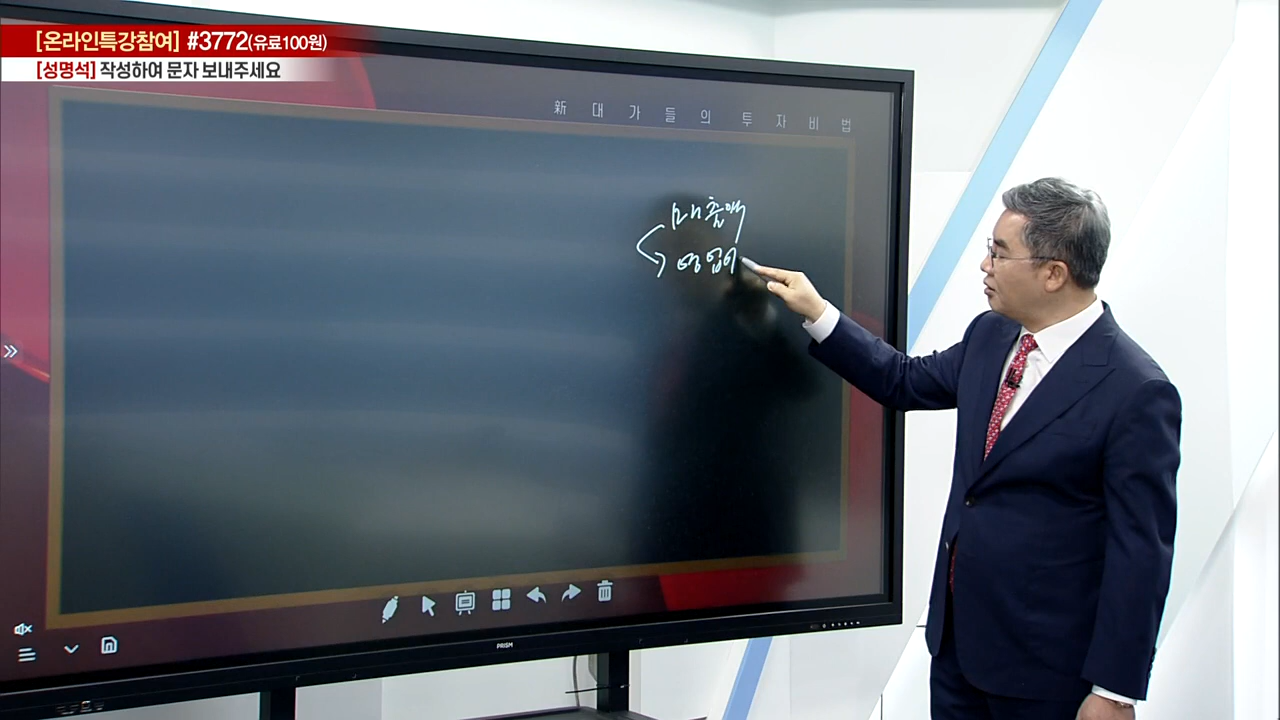 [온라인특강참여] #3772(유료100원)
[성명석] 작성하여 문자 보내주세요
新 대가들의 투자비법
매출액
영업이
PRISM